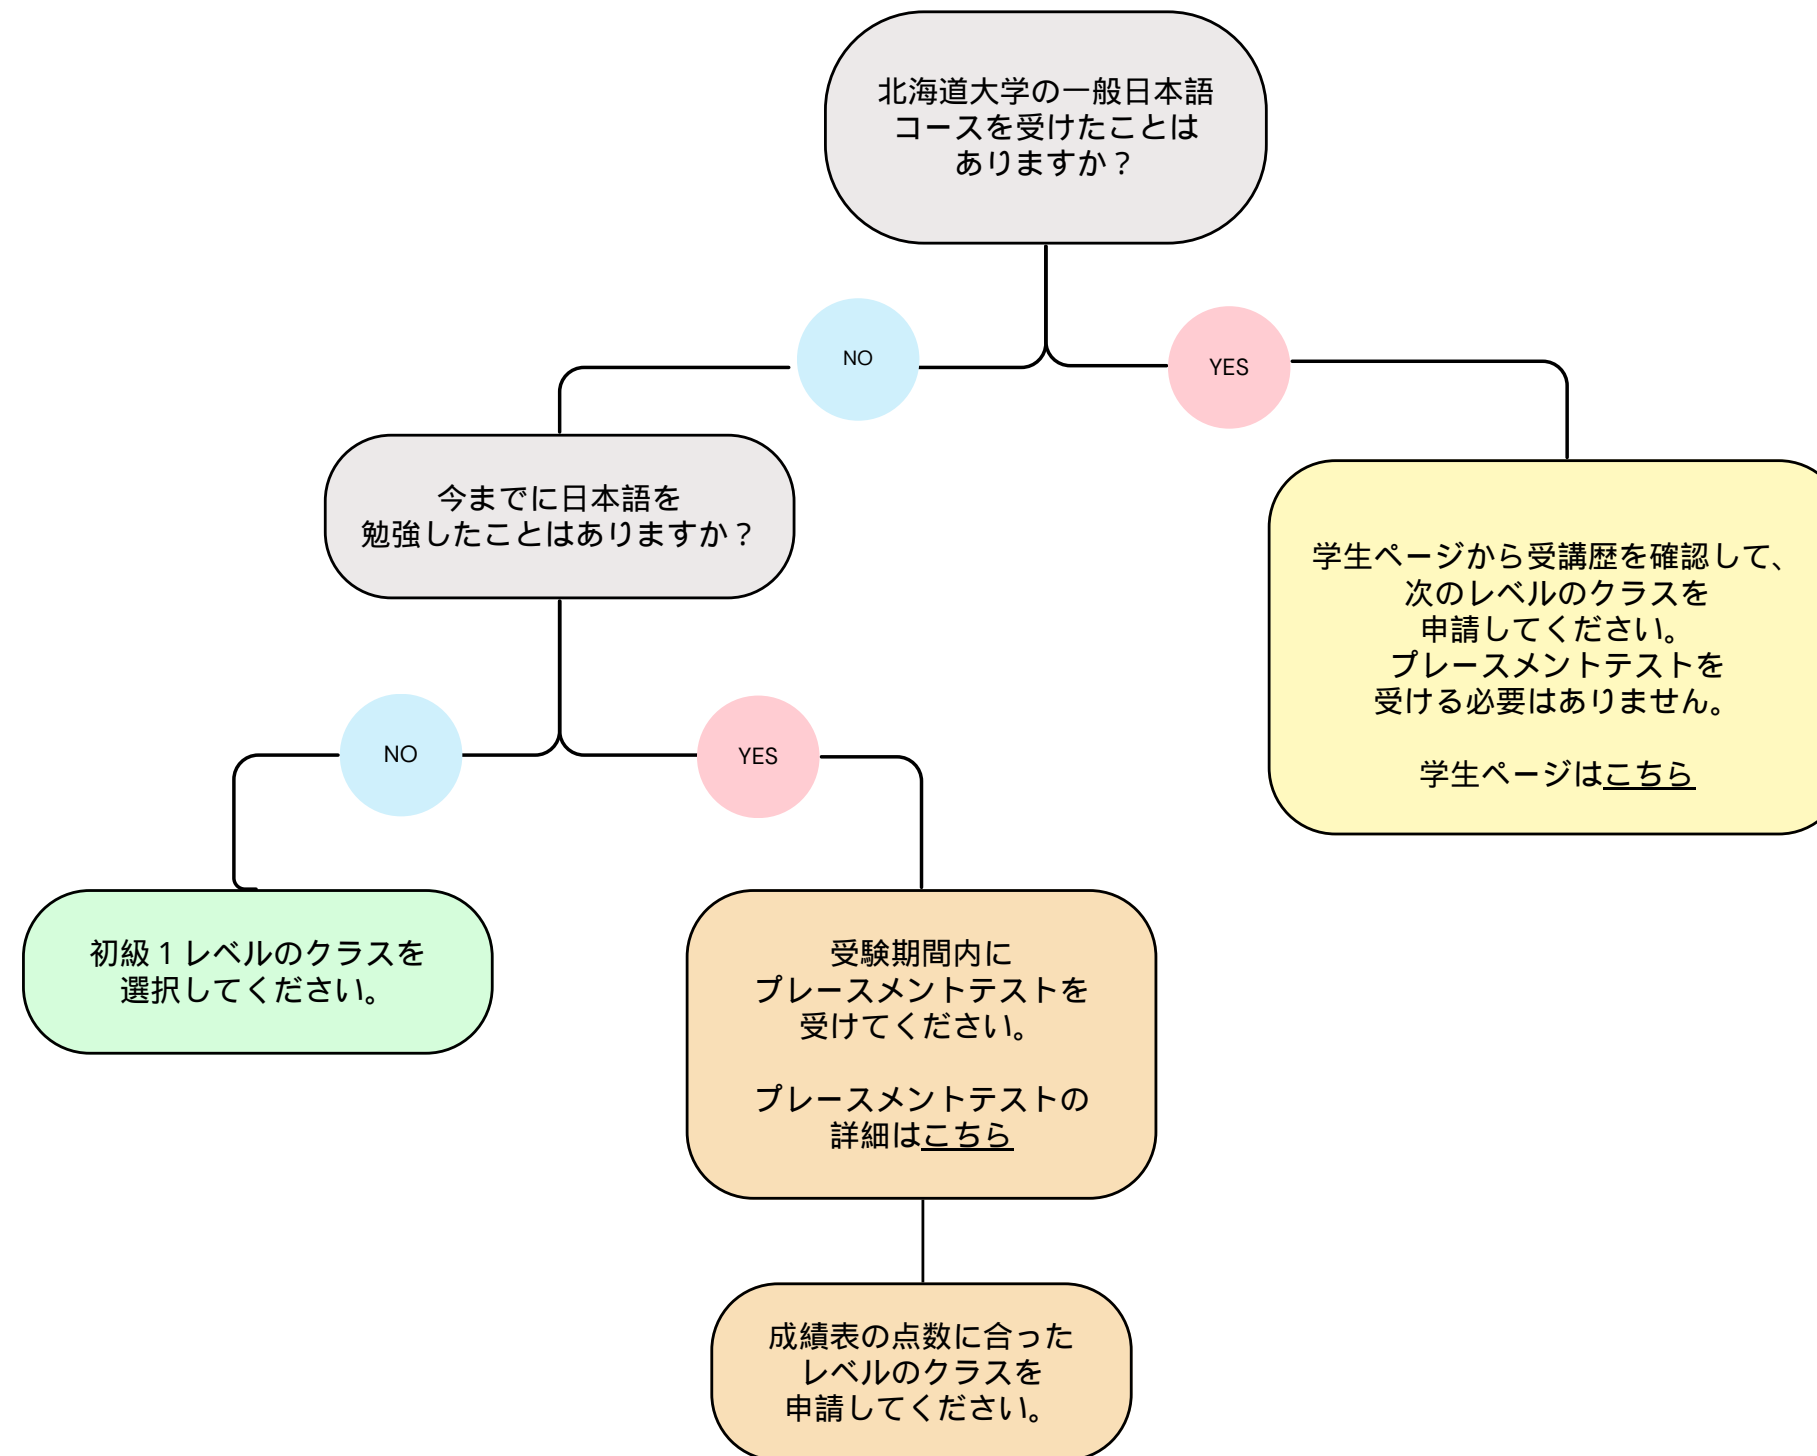 北海道大学の一般日本語
コースを受けたことは
ありますか？
NO
YES
今までに日本語を
勉強したことはありますか？
学生ページから受講歴を確認して、
次のレベルのクラスを
申請してください。
プレースメントテストを
受ける必要はありません。
学生ページはこちら
NO
YES
初級１レベルのクラスを
選択してください。
受験期間内に
プレースメントテストを
受けてください。
プレースメントテストの
詳細はこちら
成績表の点数に合った
レベルのクラスを
申請してください。